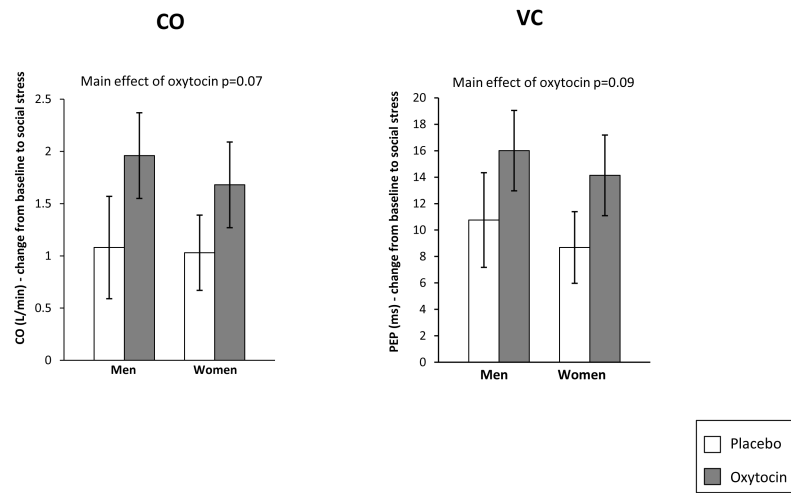 CO
Main effect of oxytocin p=0.07
CO (L/min) - change from baseline to social stress
2.5
2
1.5
1
0.5
0
Men Women
VC
Main effect of oxytocin p=0.09
PEP (ms) - change from baseline to social stress
20
18
16
14
12
10
8
6
4
2
0
Men Women
Placebo
Oxytocin